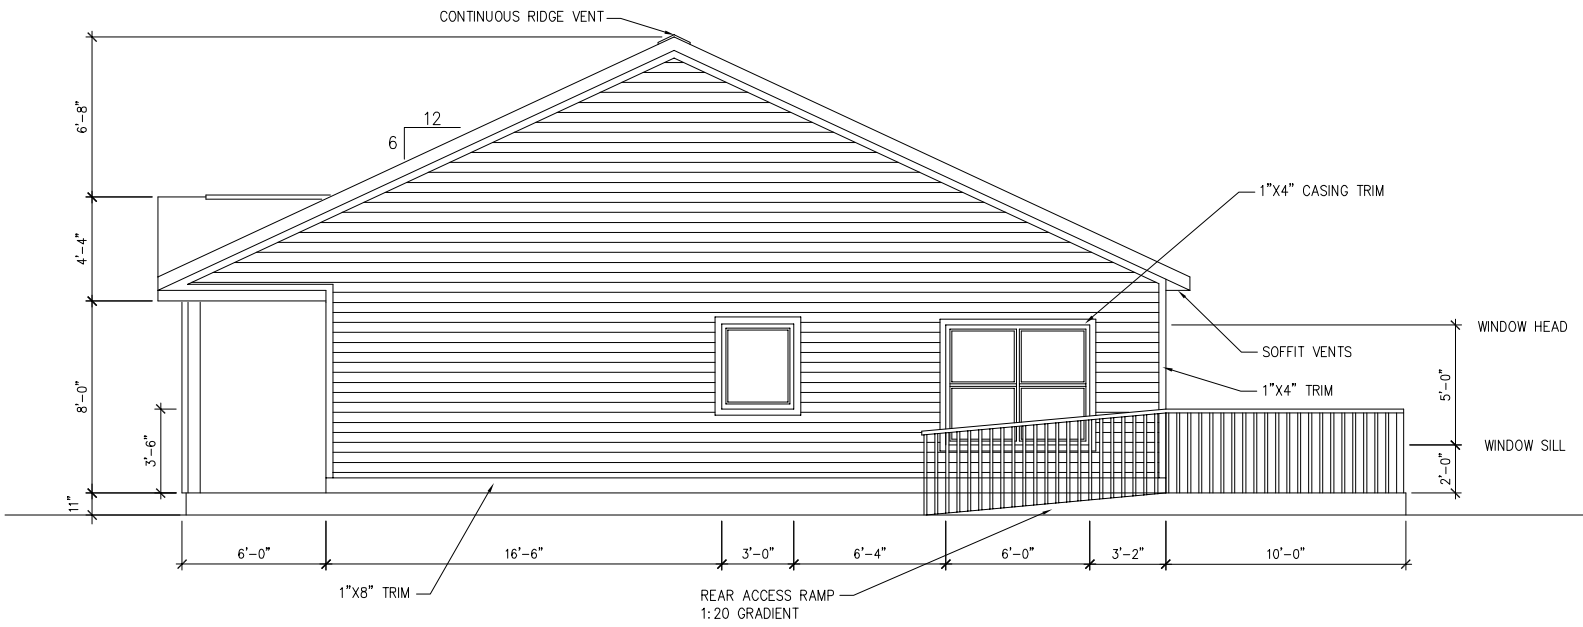 CONTINUOUS RIDGE VENT
6'-8"
12
6
1"X4" CASING TRIM
4'-4"
WINDOW HEAD
SOFFIT VENTS
1"X4" TRIM
8'-0"
5'-0"
3'-6"
WINDOW SILL
2'-0"
11"
6'-0"
16'-6"
3'-0"
6'-4"
6'-0"
3'-2"
10'-0"
1"X8" TRIM
REAR ACCESS RAMP
1:20 GRADIENT